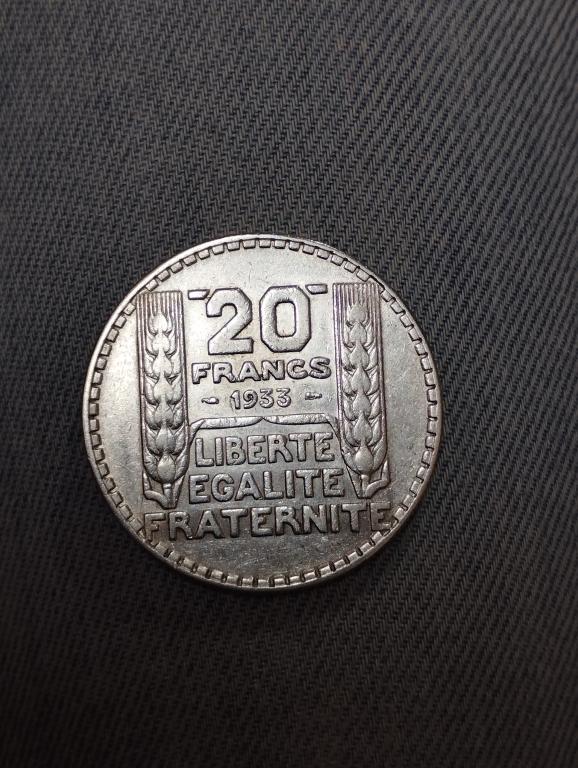 20
FRANCS
1933
LIBERTE
EGALITE
FRATERNITE